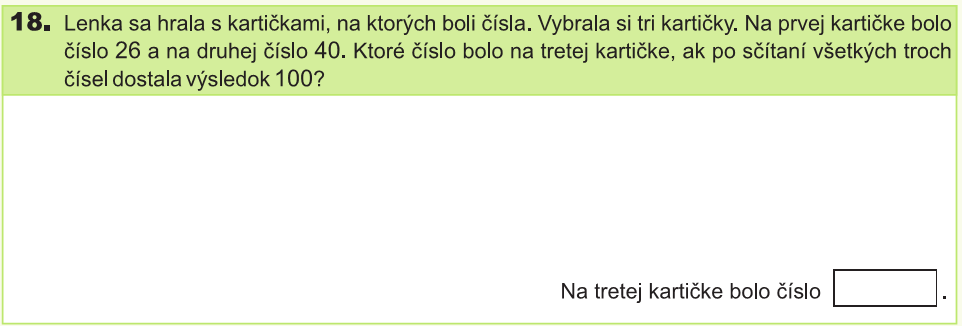 18. Lenka sa hrala s kartičkami, na ktorých boli čísla. Vybrala si tri kartičky. Na prvej kartičke bolo
číslo 26 a na druhej číslo 40. Ktoré číslo bolo na tretej kartičke, ak po sčítaní všetkých troch
čísel dostala výsledok 100?
Na tretej kartičke bolo číslo .